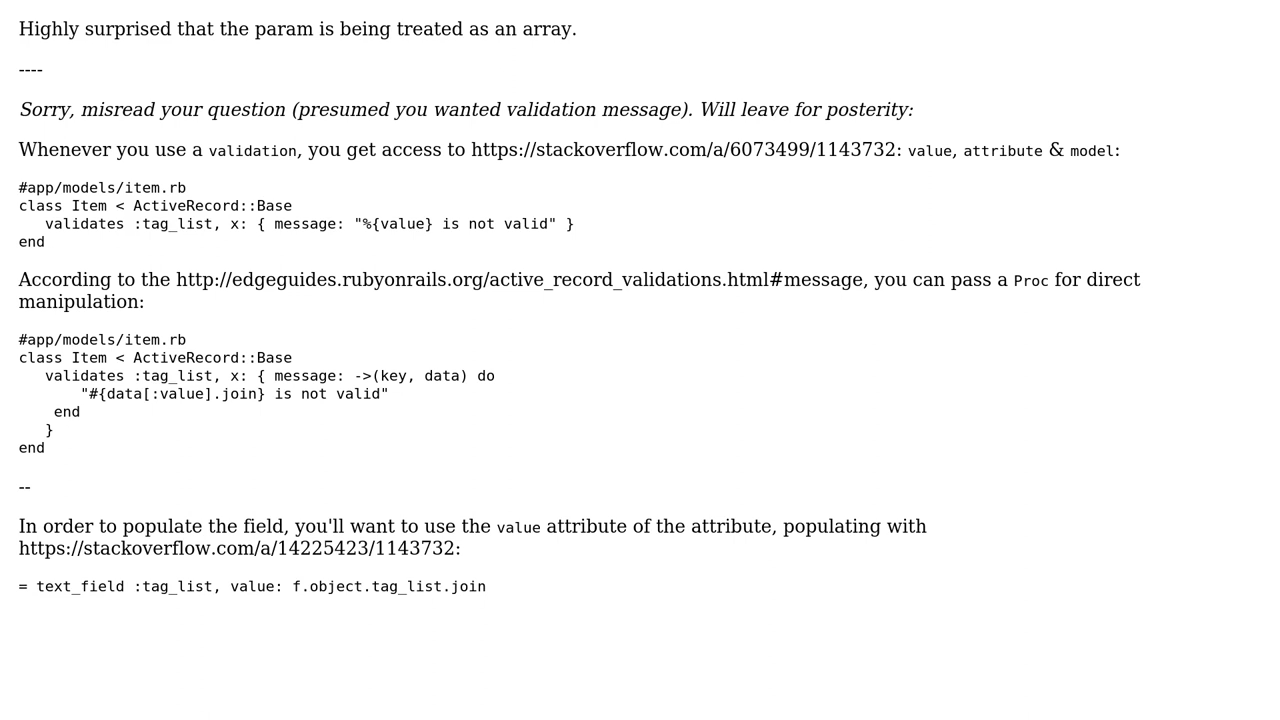 Highly surprised that the param is being treated as an array.
----
Sorry, misread your question (presumed you wanted validation message). Will leave for posterity:
Whenever you use a validation, you get access to https://stackoverflow.com/a/6073499/1143732: value, attribute & model:
#app/models/item.rb
class Item < ActiveRecord::Base
   validates :tag_list, x: { message: "%{value} is not valid" }
end
According to the http://edgeguides.rubyonrails.org/active_record_validations.html#message, you can pass a Proc for direct
manipulation:
#app/models/item.rb
class Item < ActiveRecord::Base
   validates :tag_list, x: { message: ->(key, data) do
       "#{data[:value].join} is not valid"
    end
   }
end
--
In order to populate the field, you'll want to use the value attribute of the attribute, populating with
https://stackoverflow.com/a/14225423/1143732:
= text_field :tag_list, value: f.object.tag_list.join